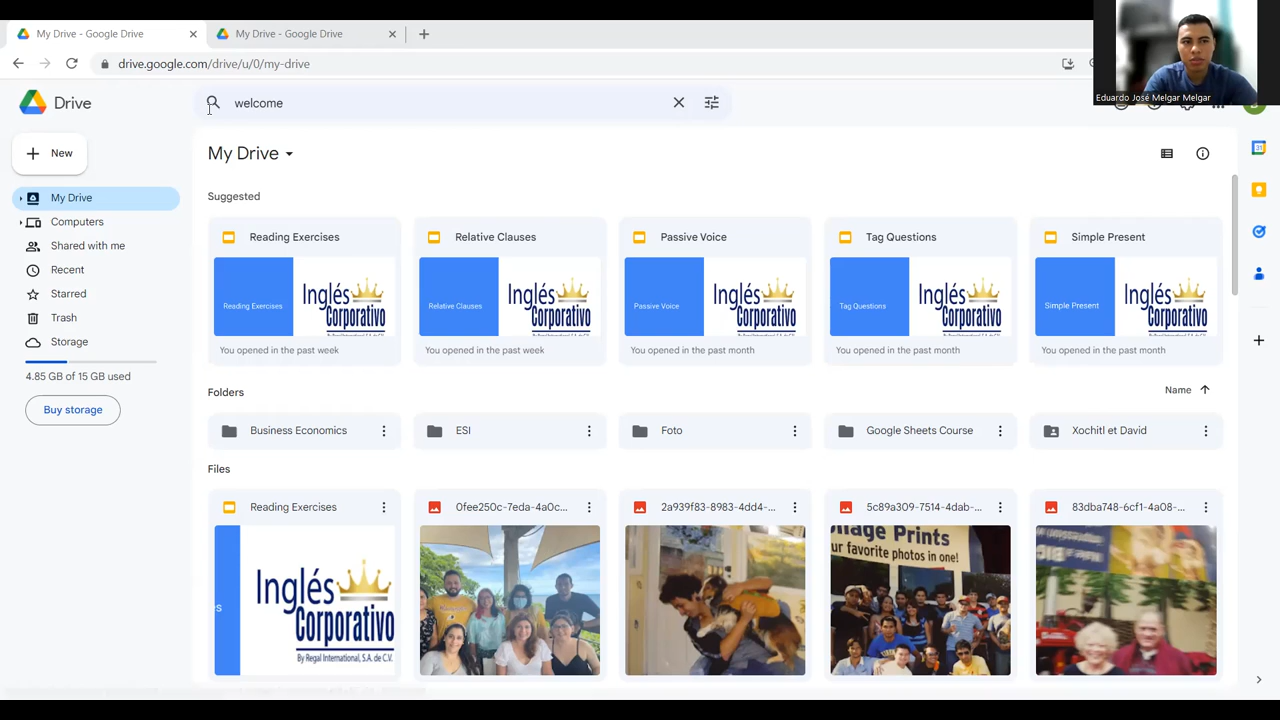 My Drive - Google Drive
My Drive - Google Drive
drive.google.com/drive/u/0/my-drive
Eduardo José Melgar Melgar
Drive
welcome
New
My Drive
My Drive
Computers
Shared with me
Recent
Starred
Trash
Storage
4.85 GB of 15 GB used
Buy storage
Suggested
Reading Exercises
Relative Clauses
Passive Voice
Tag Questions
Simple Present
Reading Exercises
Inglés Corporativo
Relative Clauses
Inglés Corporativo
Passive Voice
Inglés Corporativo
Tag Questions
Inglés Corporativo
Simple Present
Inglés Corporativo
You opened in the past week
You opened in the past week
You opened in the past month
You opened in the past month
You opened in the past month
Folders
Name
Business Economics
ESI
Foto
Google Sheets Course
Xochitl et David
Files
Reading Exercises
0fee250c-7eda-4a0c...
2a939f83-8983-4dd4-...
5c89a309-7514-4dab-...
83dba748-6cf1-4a08-...
Inglés
Corporativo
By Regal International, S.A. de C.V.
llage Prints
ur favorite photos in one!
31